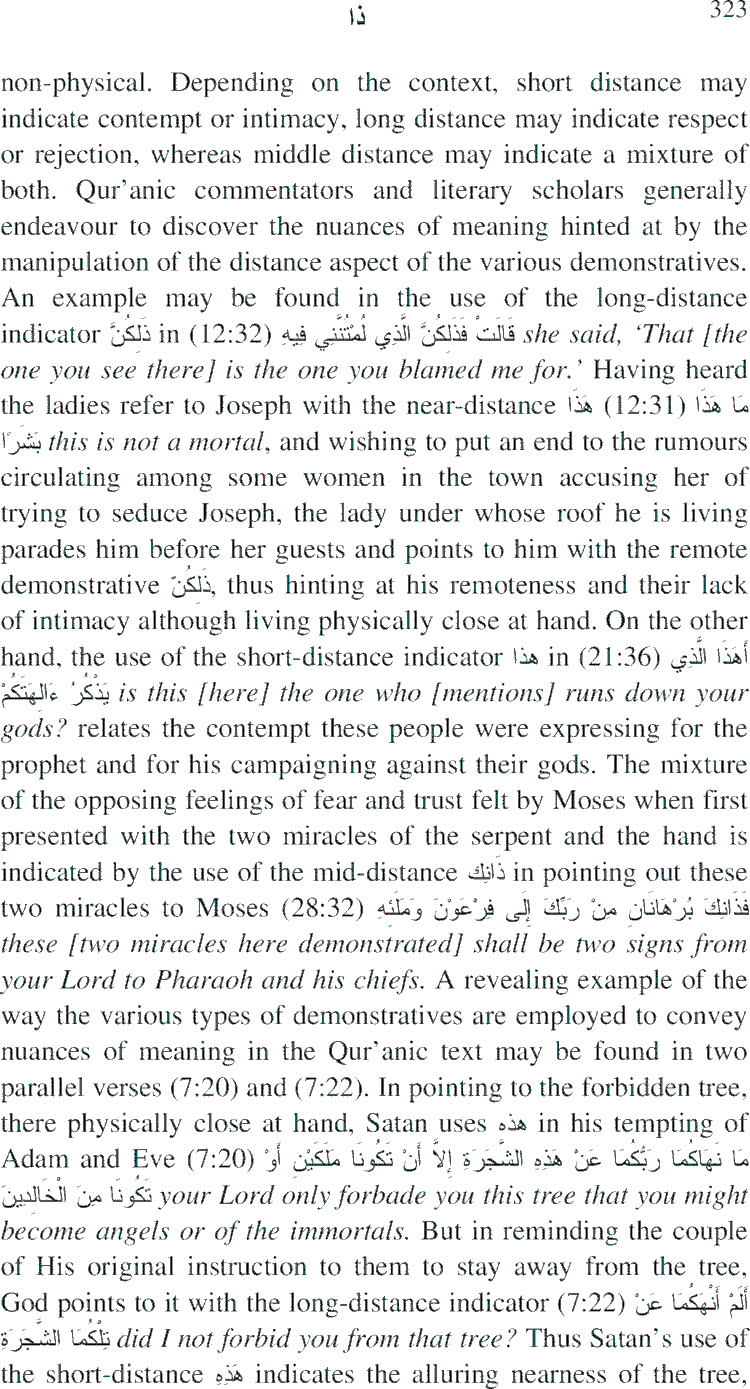 ذا 323
non-physical. Depending on the context, short distance may
indicate contempt or intimacy, long distance may indicate respect
or rejection, whereas middle distance may indicate a mixture of
both. Qur’anic commentators and literary scholars generally
endeavour to discover the nuances of meaning hinted at by the
manipulation of the distance aspect of the various demonstratives.
An example may be found in the use of the long-distance
indicator ذَلِكُنَّ in (12:32) قَالَتْ فَذَلِكُنَّ الَّذِي لُمْتُنَّنِي فِيهِ she said, ‘That [the
one you see there] is the one you blamed me for.’ Having heard
the ladies refer to Joseph with the near-distance هَذَا (12:31) مَا هَذَا
بَشَرًا this is not a mortal, and wishing to put an end to the rumours
circulating among some women in the town accusing her of
trying to seduce Joseph, the lady under whose roof he is living
parades him before her guests and points to him with the remote
demonstrative ذَلِكُنّ, thus hinting at his remoteness and their lack
of intimacy although living physically close at hand. On the other
hand, the use of the short-distance indicator هذا in (21:36) أَهَذَا الَّذِي
يَذْكُرُ ءَالِهَتَكُمْ is this [here] the one who [mentions] runs down your
gods? relates the contempt these people were expressing for the
prophet and for his campaigning against their gods. The mixture
of the opposing feelings of fear and trust felt by Moses when first
presented with the two miracles of the serpent and the hand is
indicated by the use of the mid-distance ذَانِك in pointing out these
two miracles to Moses (28:32) فَذَانِكَ بُرْهَانَانِ مِنْ رَبِّكَ إِلَى فِرْعَوْنَ وَمَلَئِهِ
these [two miracles here demonstrated] shall be two signs from
your Lord to Pharaoh and his chiefs. A revealing example of the
way the various types of demonstratives are employed to convey
nuances of meaning in the Qur’anic text may be found in two
parallel verses (7:20) and (7:22). In pointing to the forbidden tree,
there physically close at hand, Satan uses هذه in his tempting of
Adam and Eve (7:20) مَا نَهَاكُمَا رَبُّكُمَا عَنْ هَذِهِ الشَّجَرَةِ إِلاَّ أَنْ تَكُونَا مَلَكَيْنِ أَوْ
تَكُونَا مِنَ الْخَالِدِينَ your Lord only forbade you this tree that you might
become angels or of the immortals. But in reminding the couple
of His original instruction to them to stay away from the tree,
God points to it with the long-distance indicator (7:22) أَلَمْ أَنْهَكُمَا عَنْ
تِلْكُمَا الشَّجَرَةِ did I not forbid you from that tree? Thus Satan’s use of
the short-distance هَذِهِ indicates the alluring nearness of the tree,